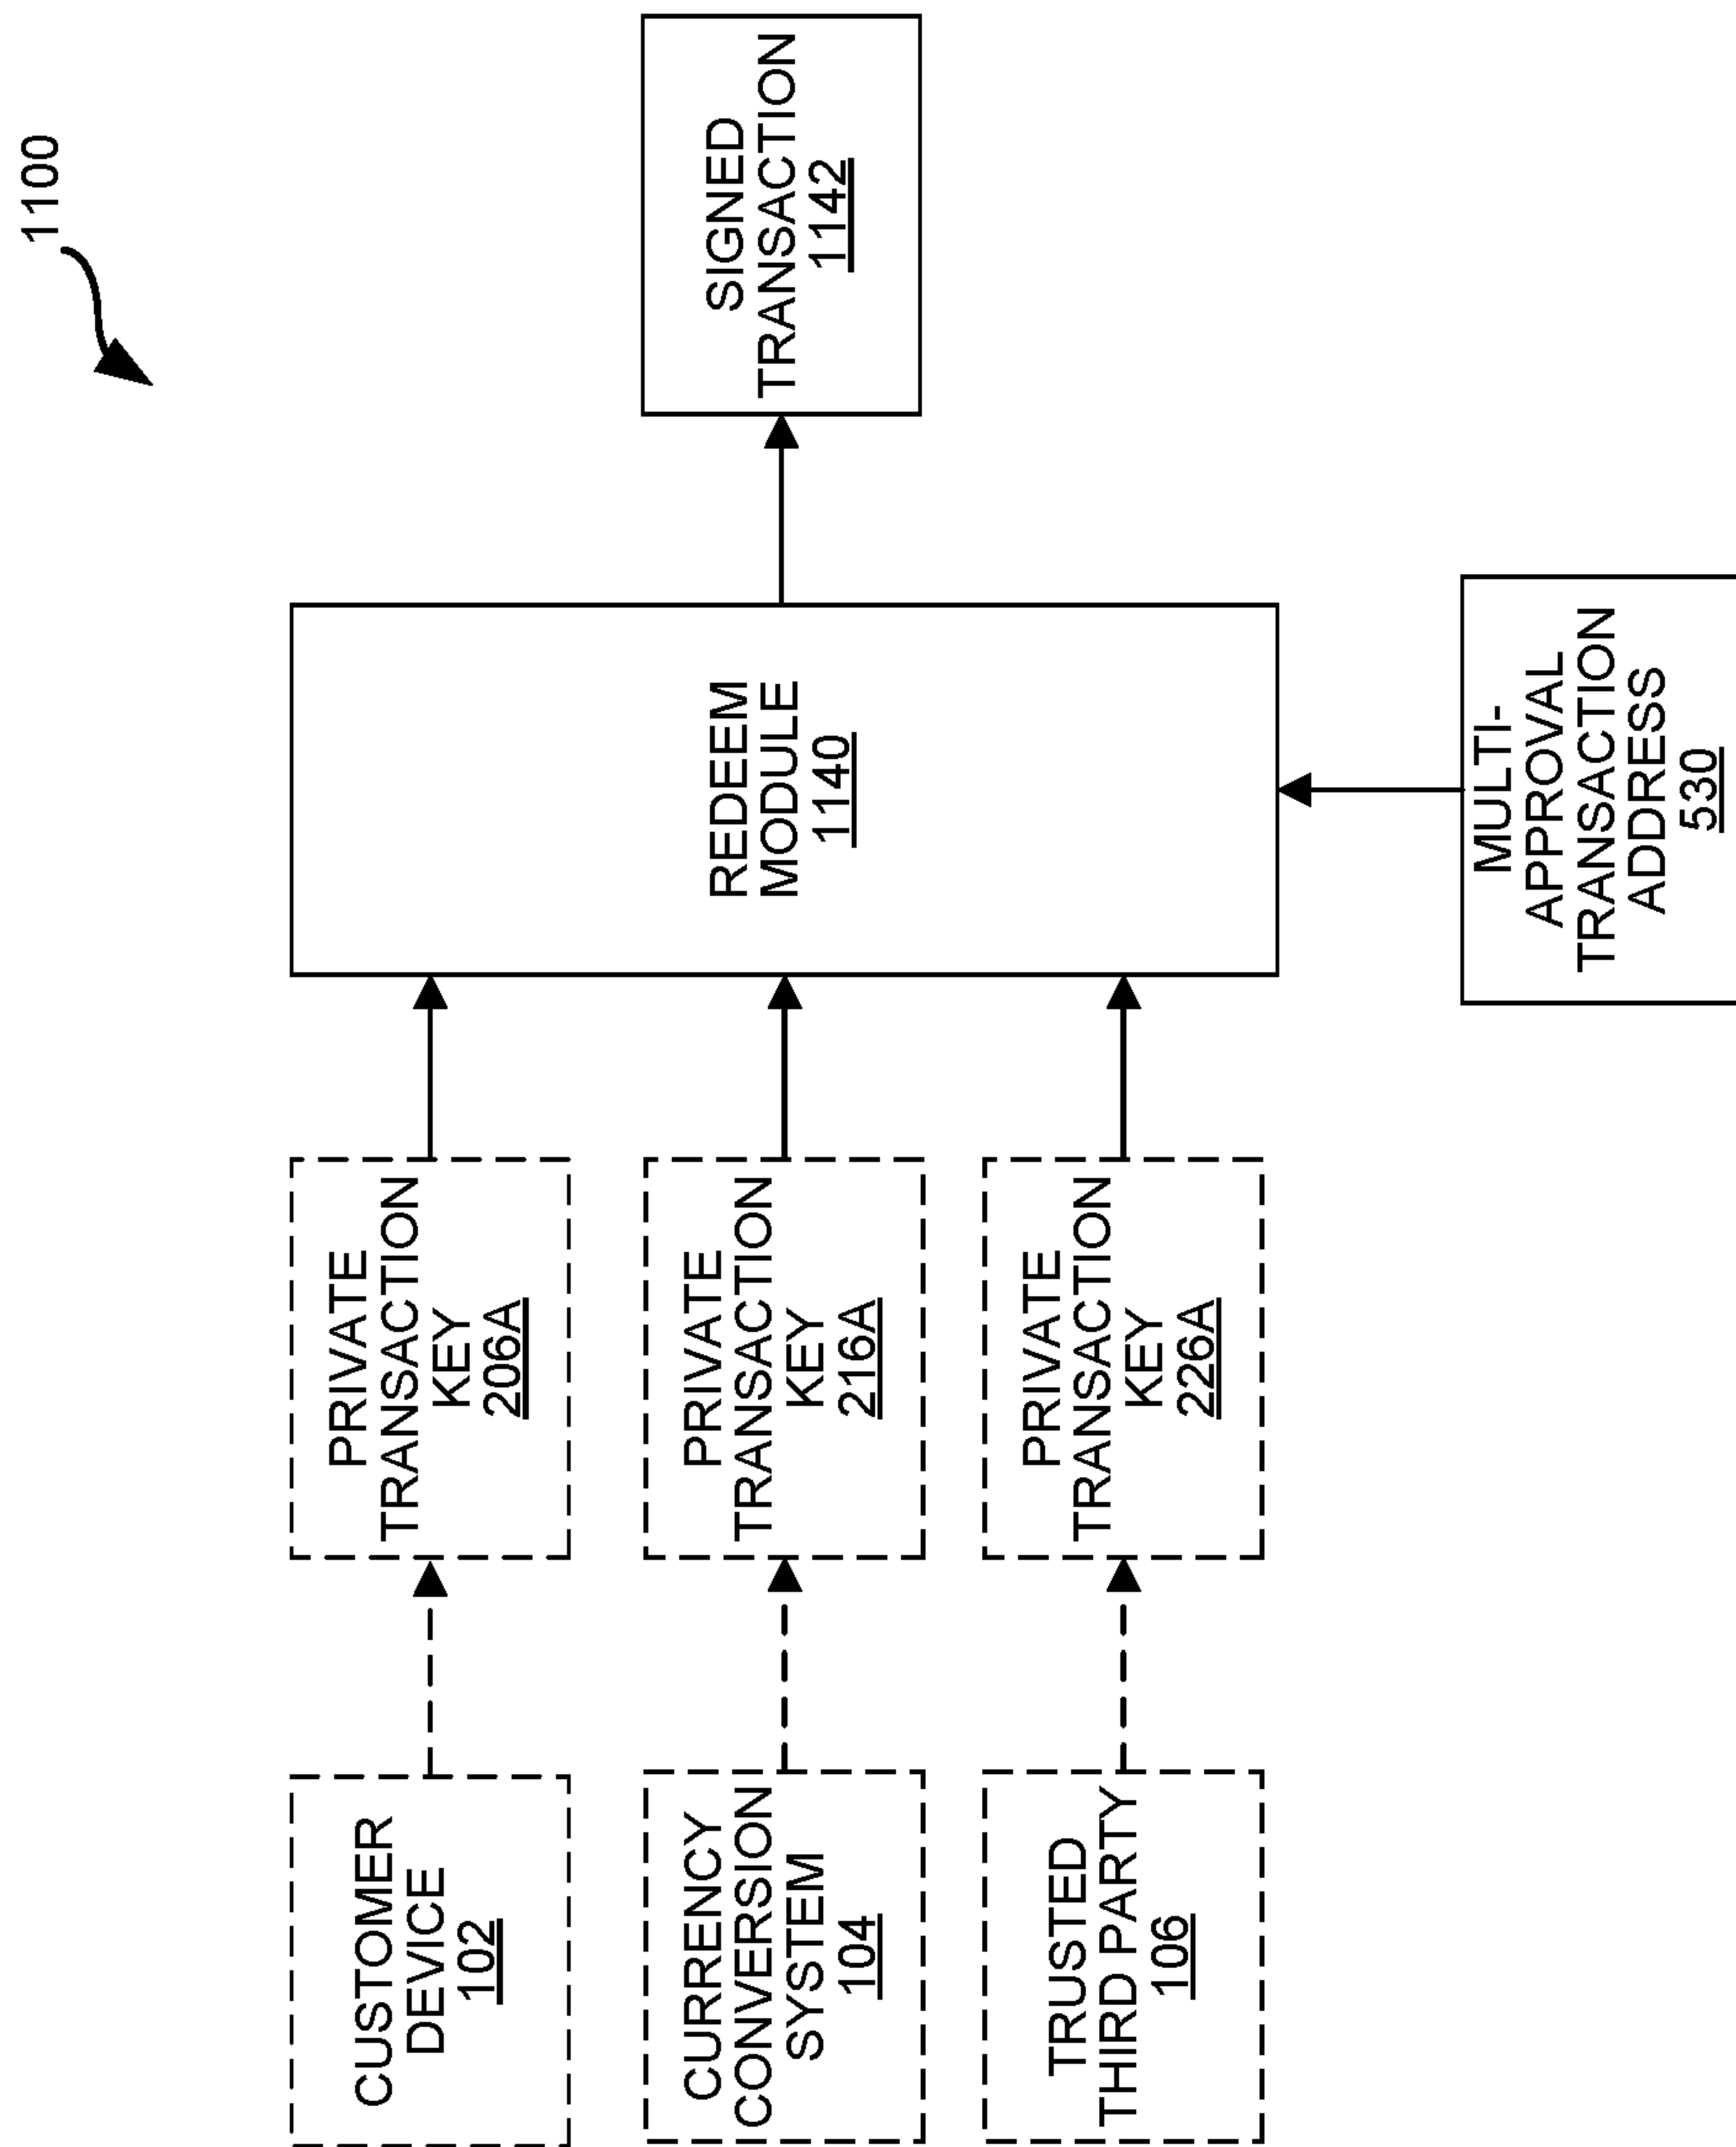 1100
CUSTOMER
DEVICE
102
PRIVATE
TRANSACTION
KEY
206A
CURRENCY
CONVERSION
SYSTEM
104
PRIVATE
TRANSACTION
KEY
216A
TRUSTED
THIRD PARTY
106
PRIVATE
TRANSACTION
KEY
226A
REDEEM
MODULE
1140
SIGNED
TRANSACTION
1142
MULTI-
APPROVAL
TRANSACTION
ADDRESS
530